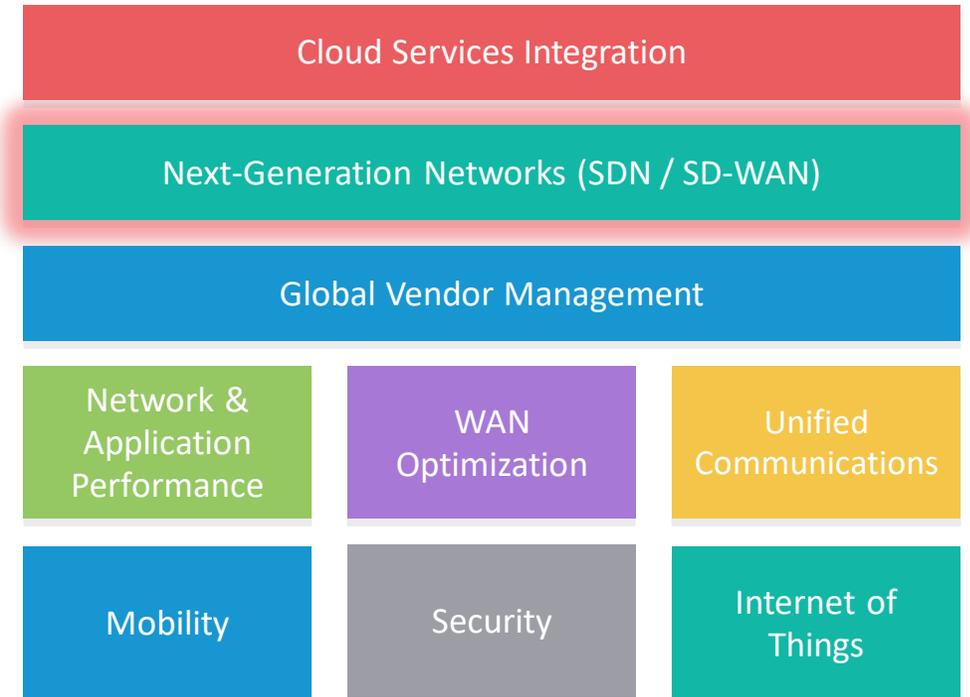 Cloud Services Integration
Next-Generation Networks (SDN / SD-WAN)
Global Vendor Management
Network &
Application
Performance
WAN
Optimization
Unified
Communications
Mobility
Security
Internet of
Things